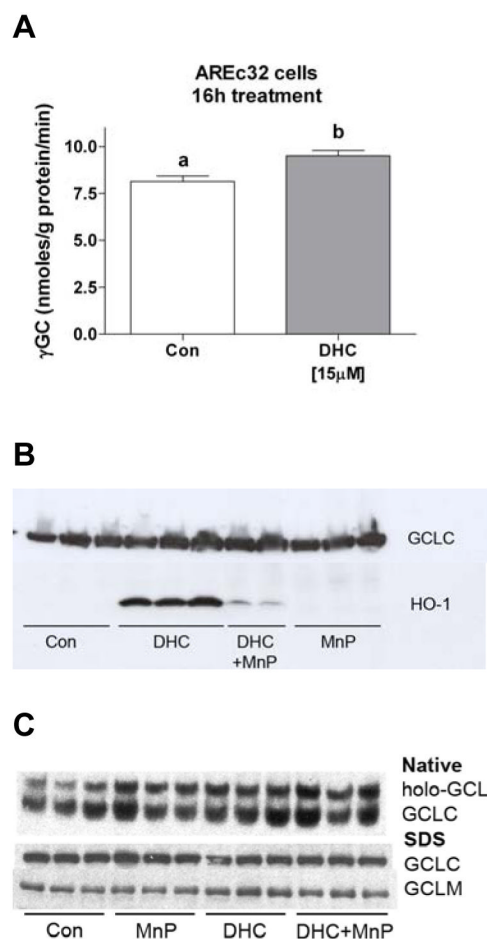 A
AREc32 cells
16h treatment
γGC (nmoles/g protein/min)
10.0
7.5
5.0
2.5
0.0
a
b
Con
DHC
[15μM]
B
GCLC
HO-1
Con
DHC
DHC
+MnP
MnP
C
Native
holo-GCL
GCLC
SDS
GCLC
GCLM
Con
MnP
DHC
DHC+MnP